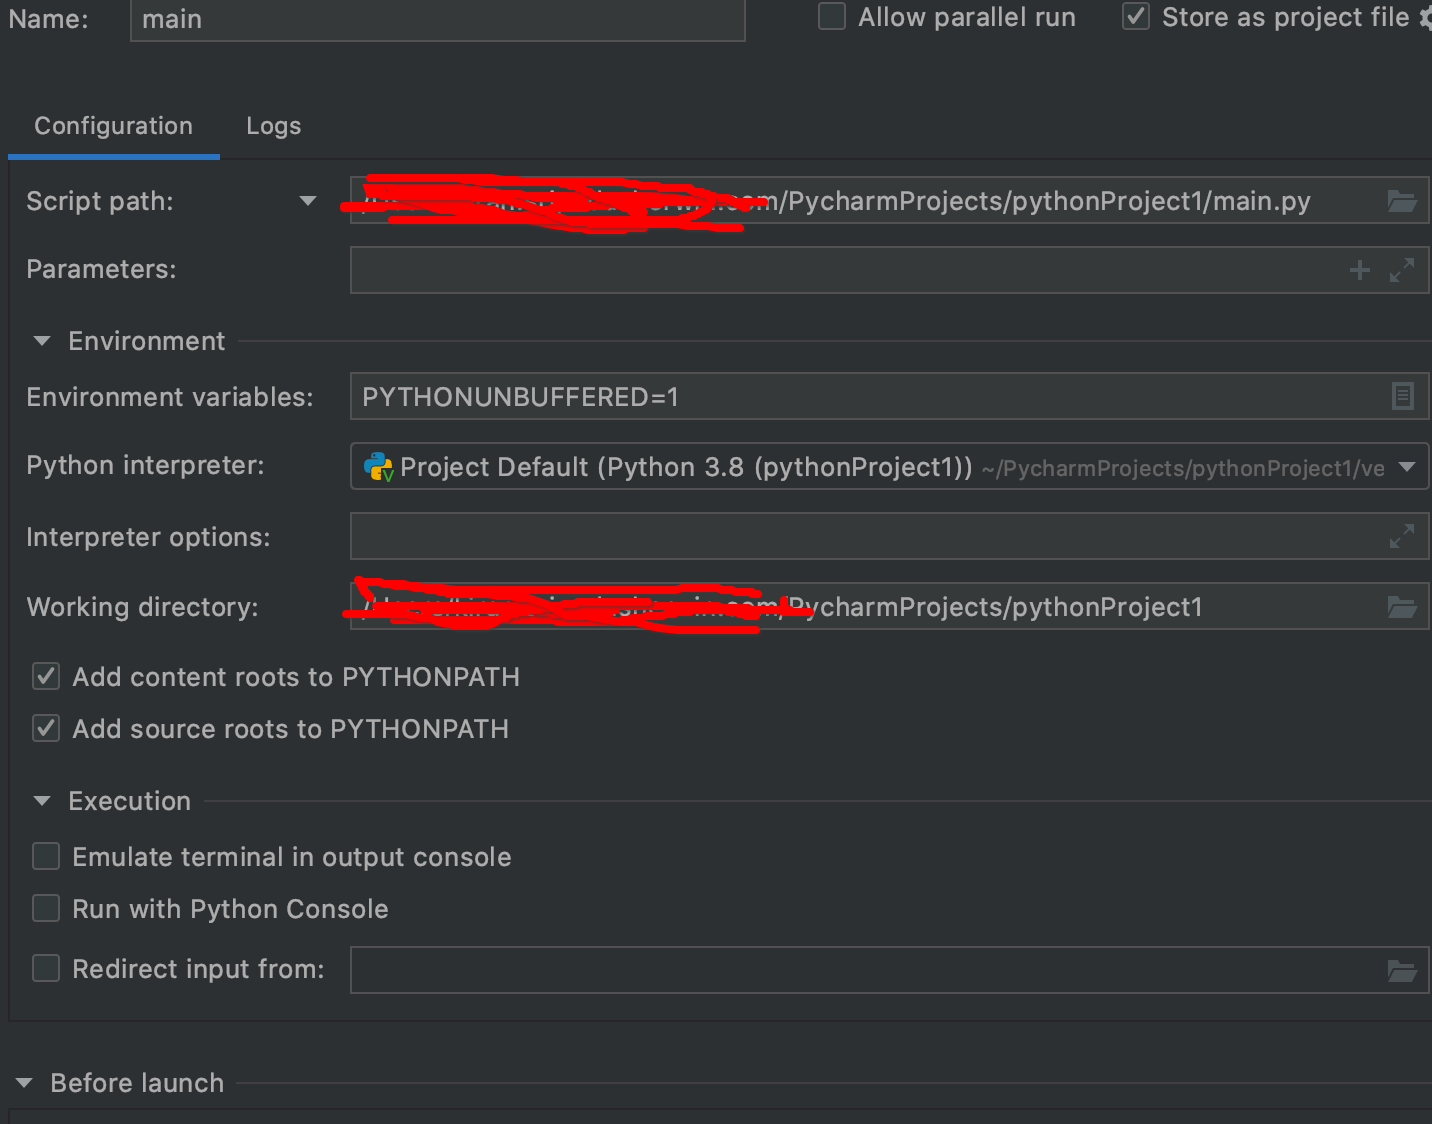 Name: main Allow parallel run Store as project file
Configuration Logs
Script path: /PycharmProjects/pythonProject1/main.py
Parameters:
Environment
Environment variables: PYTHONUNBUFFERED=1
Python interpreter: Project Default (Python 3.8 (pythonProject1)) ~/PycharmProjects/pythonProject1/ve
Interpreter options:
Working directory: /PycharmProjects/pythonProject1
Add content roots to PYTHONPATH
Add source roots to PYTHONPATH
Execution
Emulate terminal in output console
Run with Python Console
Redirect input from:
Before launch